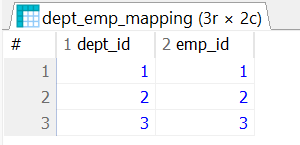 dept_emp_mapping (3r × 2c)
# 1 dept_id 2 emp_id
1 1 1
2 2 2
3 3 3